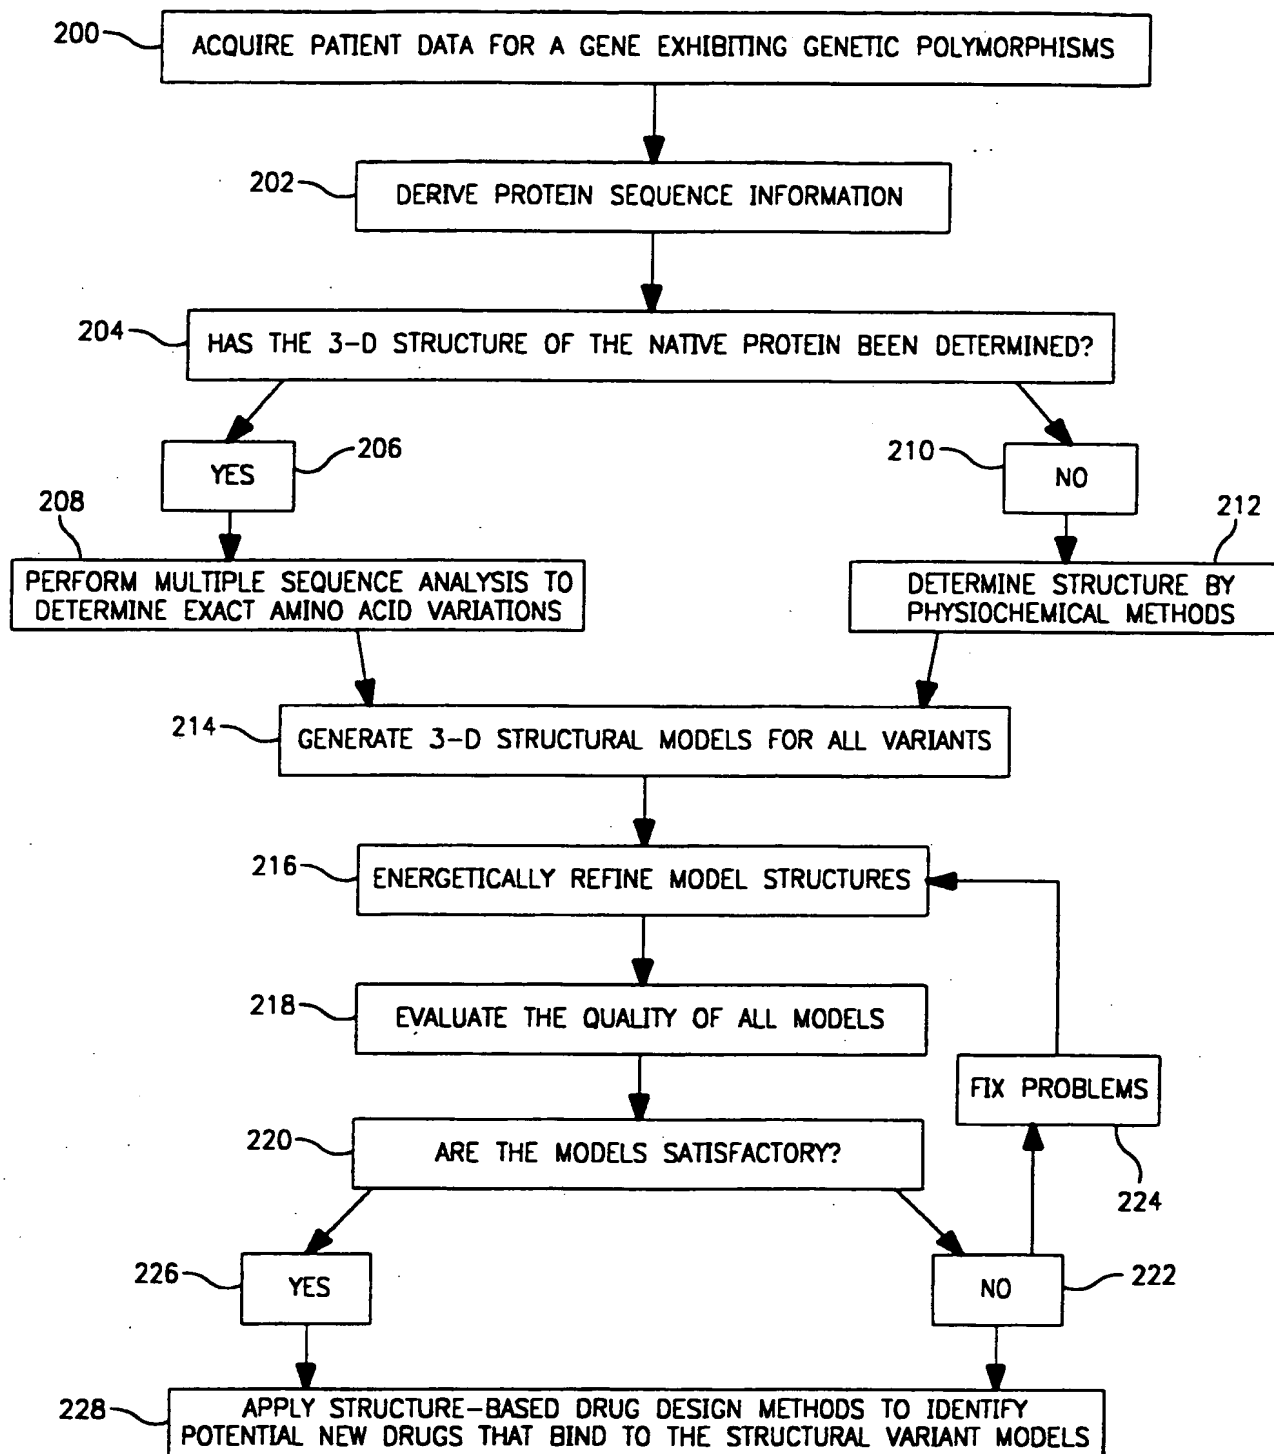 200
ACQUIRE PATIENT DATA FOR A GENE EXHIBITING GENETIC POLYMORPHISMS
202
DERIVE PROTEIN SEQUENCE INFORMATION
204
HAS THE 3-D STRUCTURE OF THE NATIVE PROTEIN BEEN DETERMINED?
YES
206
210
NO
208
PERFORM MULTIPLE SEQUENCE ANALYSIS TO
DETERMINE EXACT AMINO ACID VARIATIONS
212
DETERMINE STRUCTURE BY
PHYSIOCHEMICAL METHODS
214
GENERATE 3-D STRUCTURAL MODELS FOR ALL VARIANTS
216
ENERGETICALLY REFINE MODEL STRUCTURES
218
EVALUATE THE QUALITY OF ALL MODELS
FIX PROBLEMS
224
220
ARE THE MODELS SATISFACTORY?
226
YES
NO
222
228
APPLY STRUCTURE-BASED DRUG DESIGN METHODS TO IDENTIFY
POTENTIAL NEW DRUGS THAT BIND TO THE STRUCTURAL VARIANT MODELS